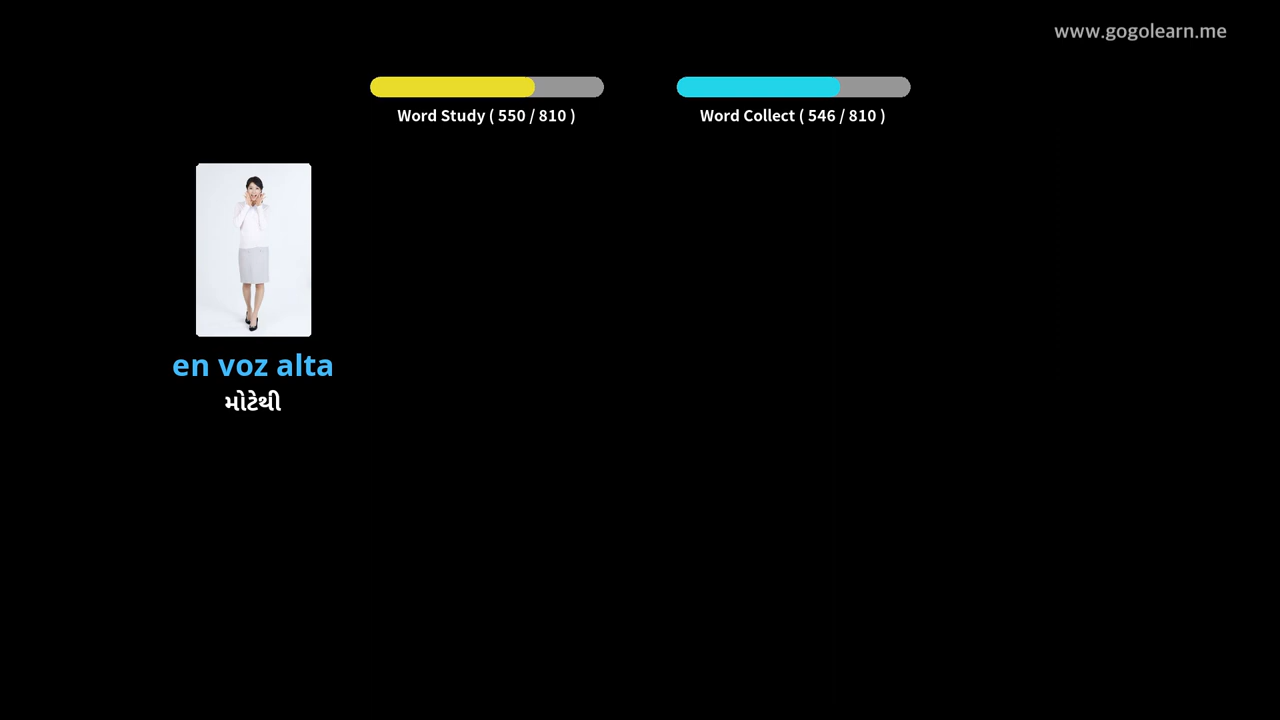 www.gogolearn.me
Word Study ( 550 / 810 )
Word Collect ( 546 / 810 )
en voz alta
મોટેથી